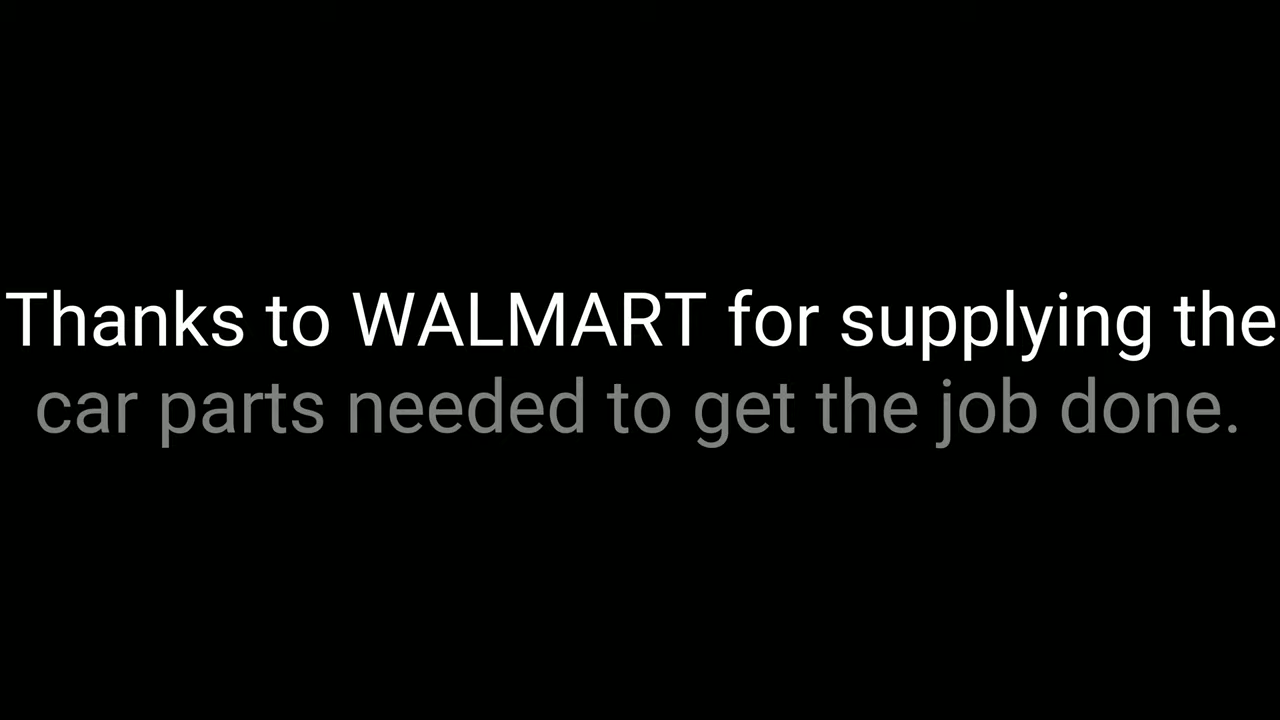 Thanks to WALMART for supplying the
car parts needed to get the job done.